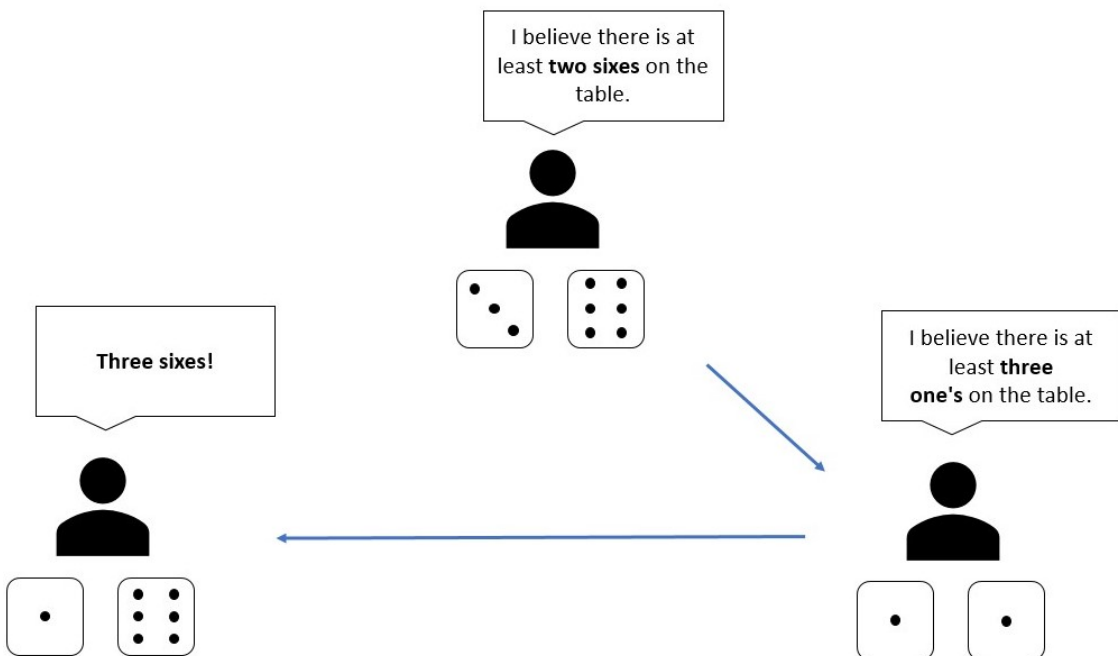 I believe there is at
least two sixes on the
table.
Three sixes!
I believe there is at
least three
one's on the table.